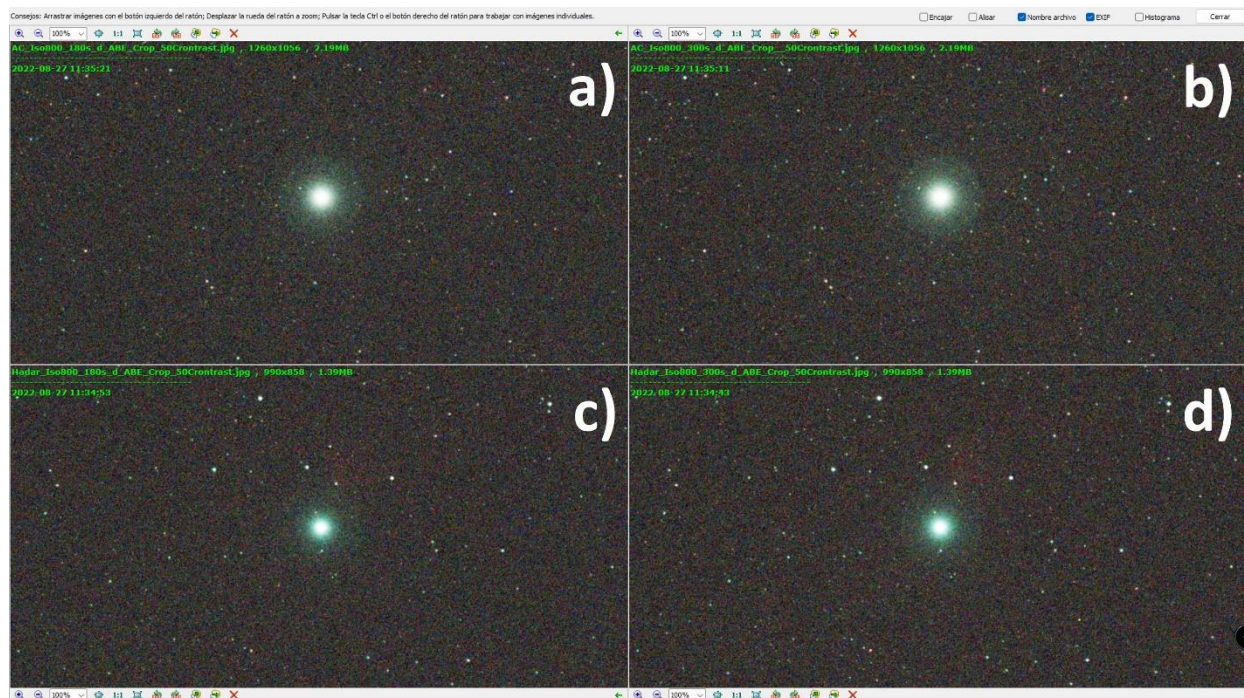 Consejos: Arrastrar imágenes con el botón izquierdo del ratón; Desplazar la rueda del ratón a zoom; Pulsar la tecla Ctrl o el botón derecho del ratón para trabajar con imágenes individuales.
Encajar Alisar Nombre archivo EXIF Histograma Cerrar
100% 1:1
100% 1:1
AC_Iso800_180s_d_ABE_Crop_50Crontrast.jpg , 1260x1056 , 2.19MB
2022-08-27 11:35:21
a)
AC_Iso800_300s_d_ABE_Crop__50Crontrast.jpg , 1260x1056 , 2.19MB
2022-08-27 11:35:11
b)
Hadar_Iso800_180s_d_ABE_Crop_50Crontrast.jpg , 990x858 , 1.39MB
2022-08-27 11:34:53
c)
Hadar_Iso800_300s_d_ABE_Crop_50Crontrast.jpg , 990x858 , 1.39MB
2022-08-27 11:34:43
d)
100% 1:1
100% 1:1